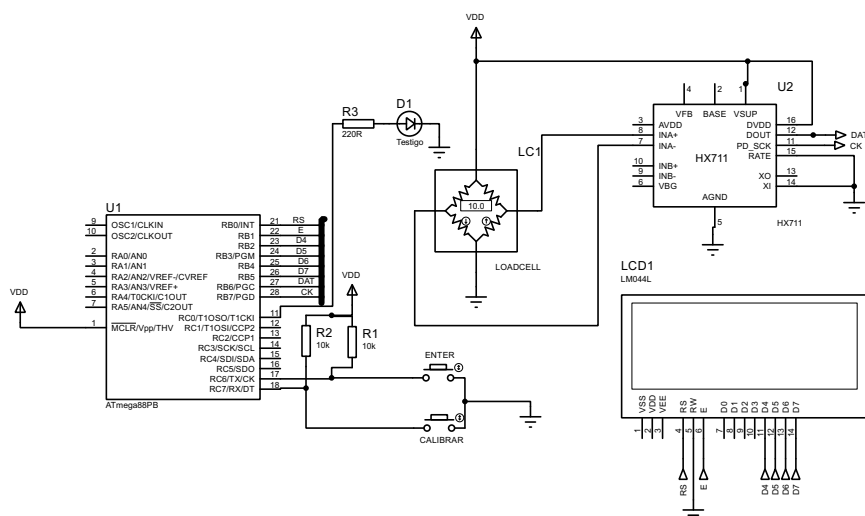 VDD
U2
4
VFB
2
BASE
1
VSUP
3 AVDD
8 INA+
7 INA-
10 INB+
9 INB-
6 VBG
HX711
DVDD 16
DOUT 12 DAT
PD_SCK 11 CK
RATE 15
XO 13
XI 14
AGND
5
HX711
R3
220R
D1
Testigo
LC1
10.0
LOADCELL
U1
9 OSC1/CLKIN
10 OSC2/CLKOUT
2 RA0/AN0
3 RA1/AN1
4 RA2/AN2/VREF-/CVREF
5 RA3/AN3/VREF+
6 RA4/T0CKI/C1OUT
7 RA5/AN4/SS/C2OUT
1 MCLR/Vpp/THV
RB0/INT 21 RS
RB1 22 E
RB2 23 D4
RB3/PGM 24 D5
RB4 25 D6
RB5 26 D7
RB6/PGC 27 DAT
RB7/PGD 28 CK
RC0/T1OSO/T1CKI 11
RC1/T1OSI/CCP2 12
RC2/CCP1 13
RC3/SCK/SCL 14
RC4/SDI/SDA 15
RC5/SDO 16
RC6/TX/CK 17
RC7/RX/DT 18
ATmega88PB
VDD
VDD
R2
10k
R1
10k
ENTER
CALIBRAR
LCD1
LM044L
VSS
VDD
VEE
RS
RW
E
D0
D1
D2
D3
D4
D5
D6
D7
1
2
3
4
5
6
7
8
9
10
11
12
13
14
RS
E
D4
D5
D6
D7